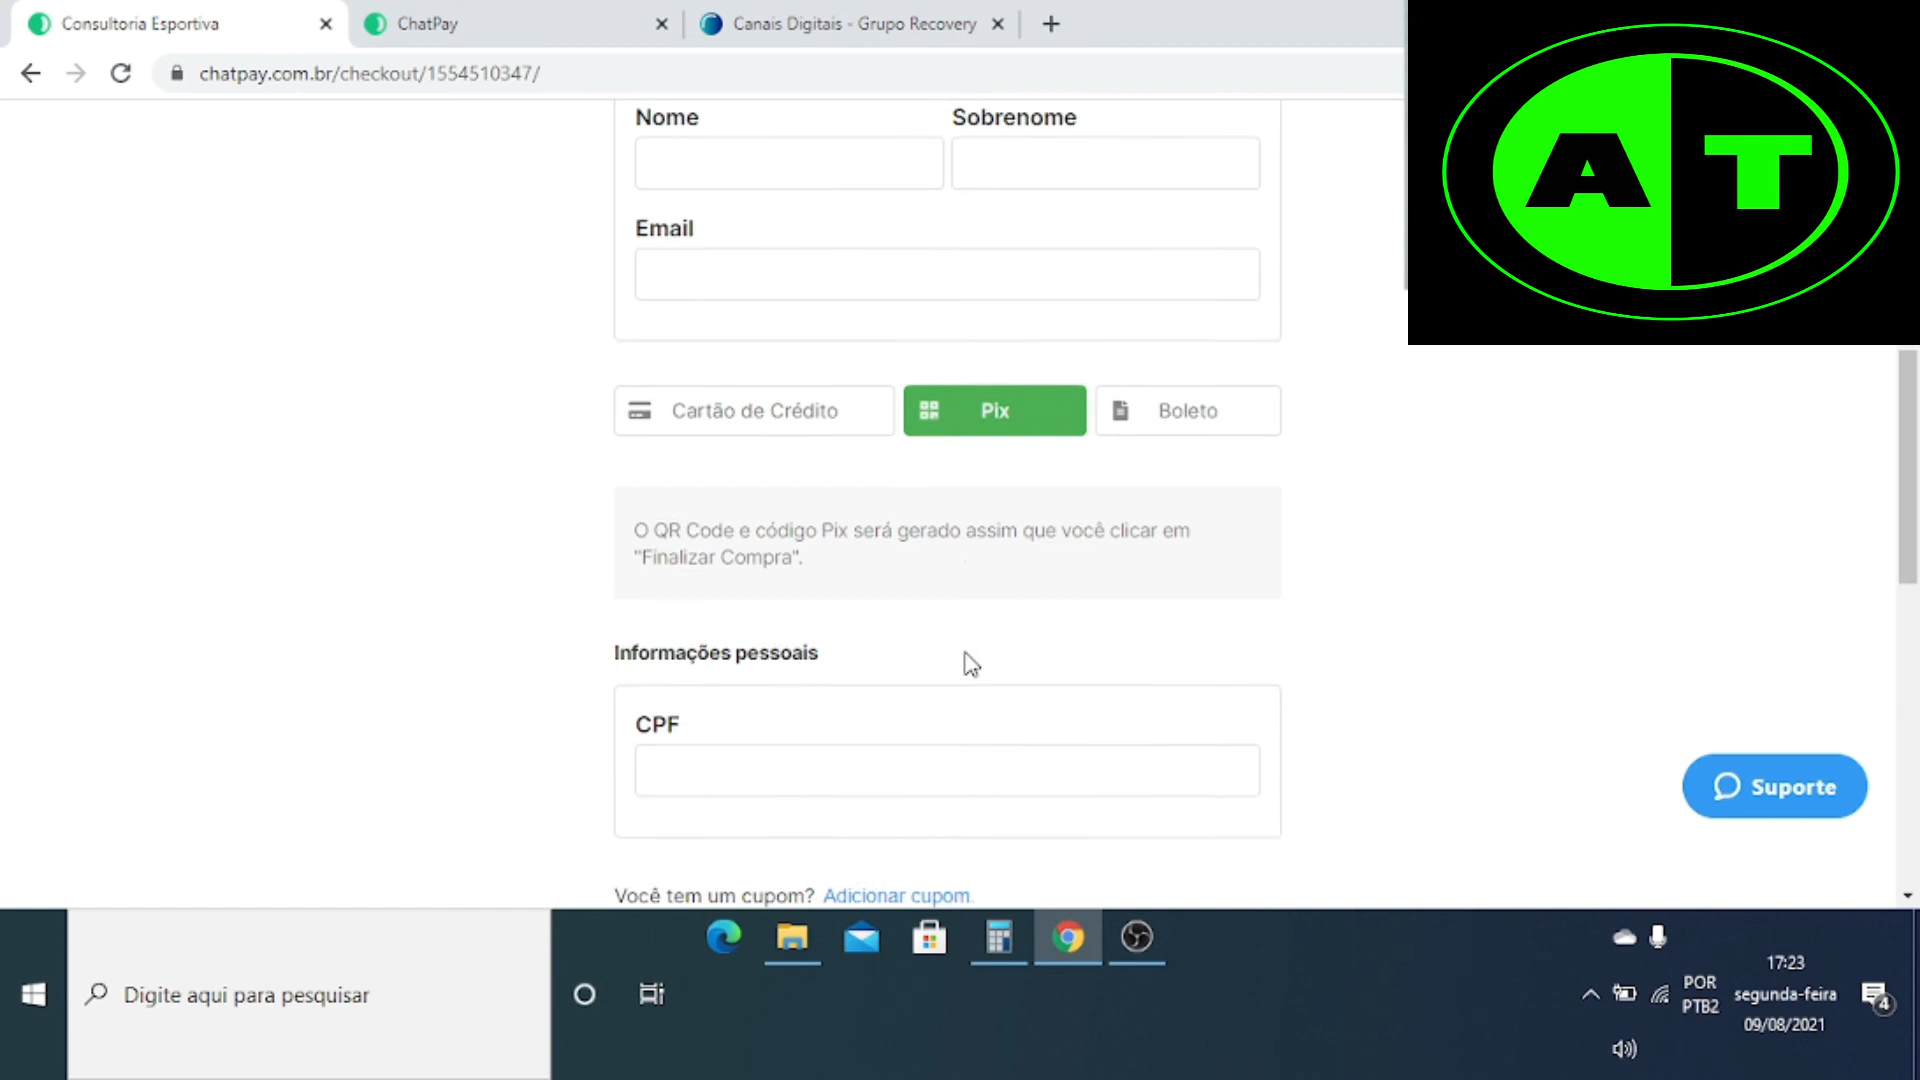 Consultoria Esportiva
ChatPay
Canais Digitais - Grupo Recovery
chatpay.com.br/checkout/1554510347/
AT
Nome
Sobrenome
Email
Cartão de Crédito
Pix
Boleto
O QR Code e código Pix será gerado assim que você clicar em
"Finalizar Compra".
Informações pessoais
CPF
Suporte
Você tem um cupom? Adicionar cupom.
Digite aqui para pesquisar
POR
PTB2
17:23
segunda-feira
09/08/2021
4